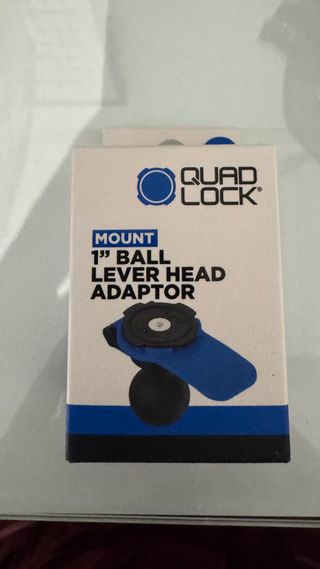 QUAD
LOCK®
MOUNT
1” BALL
LEVER HEAD
ADAPTOR